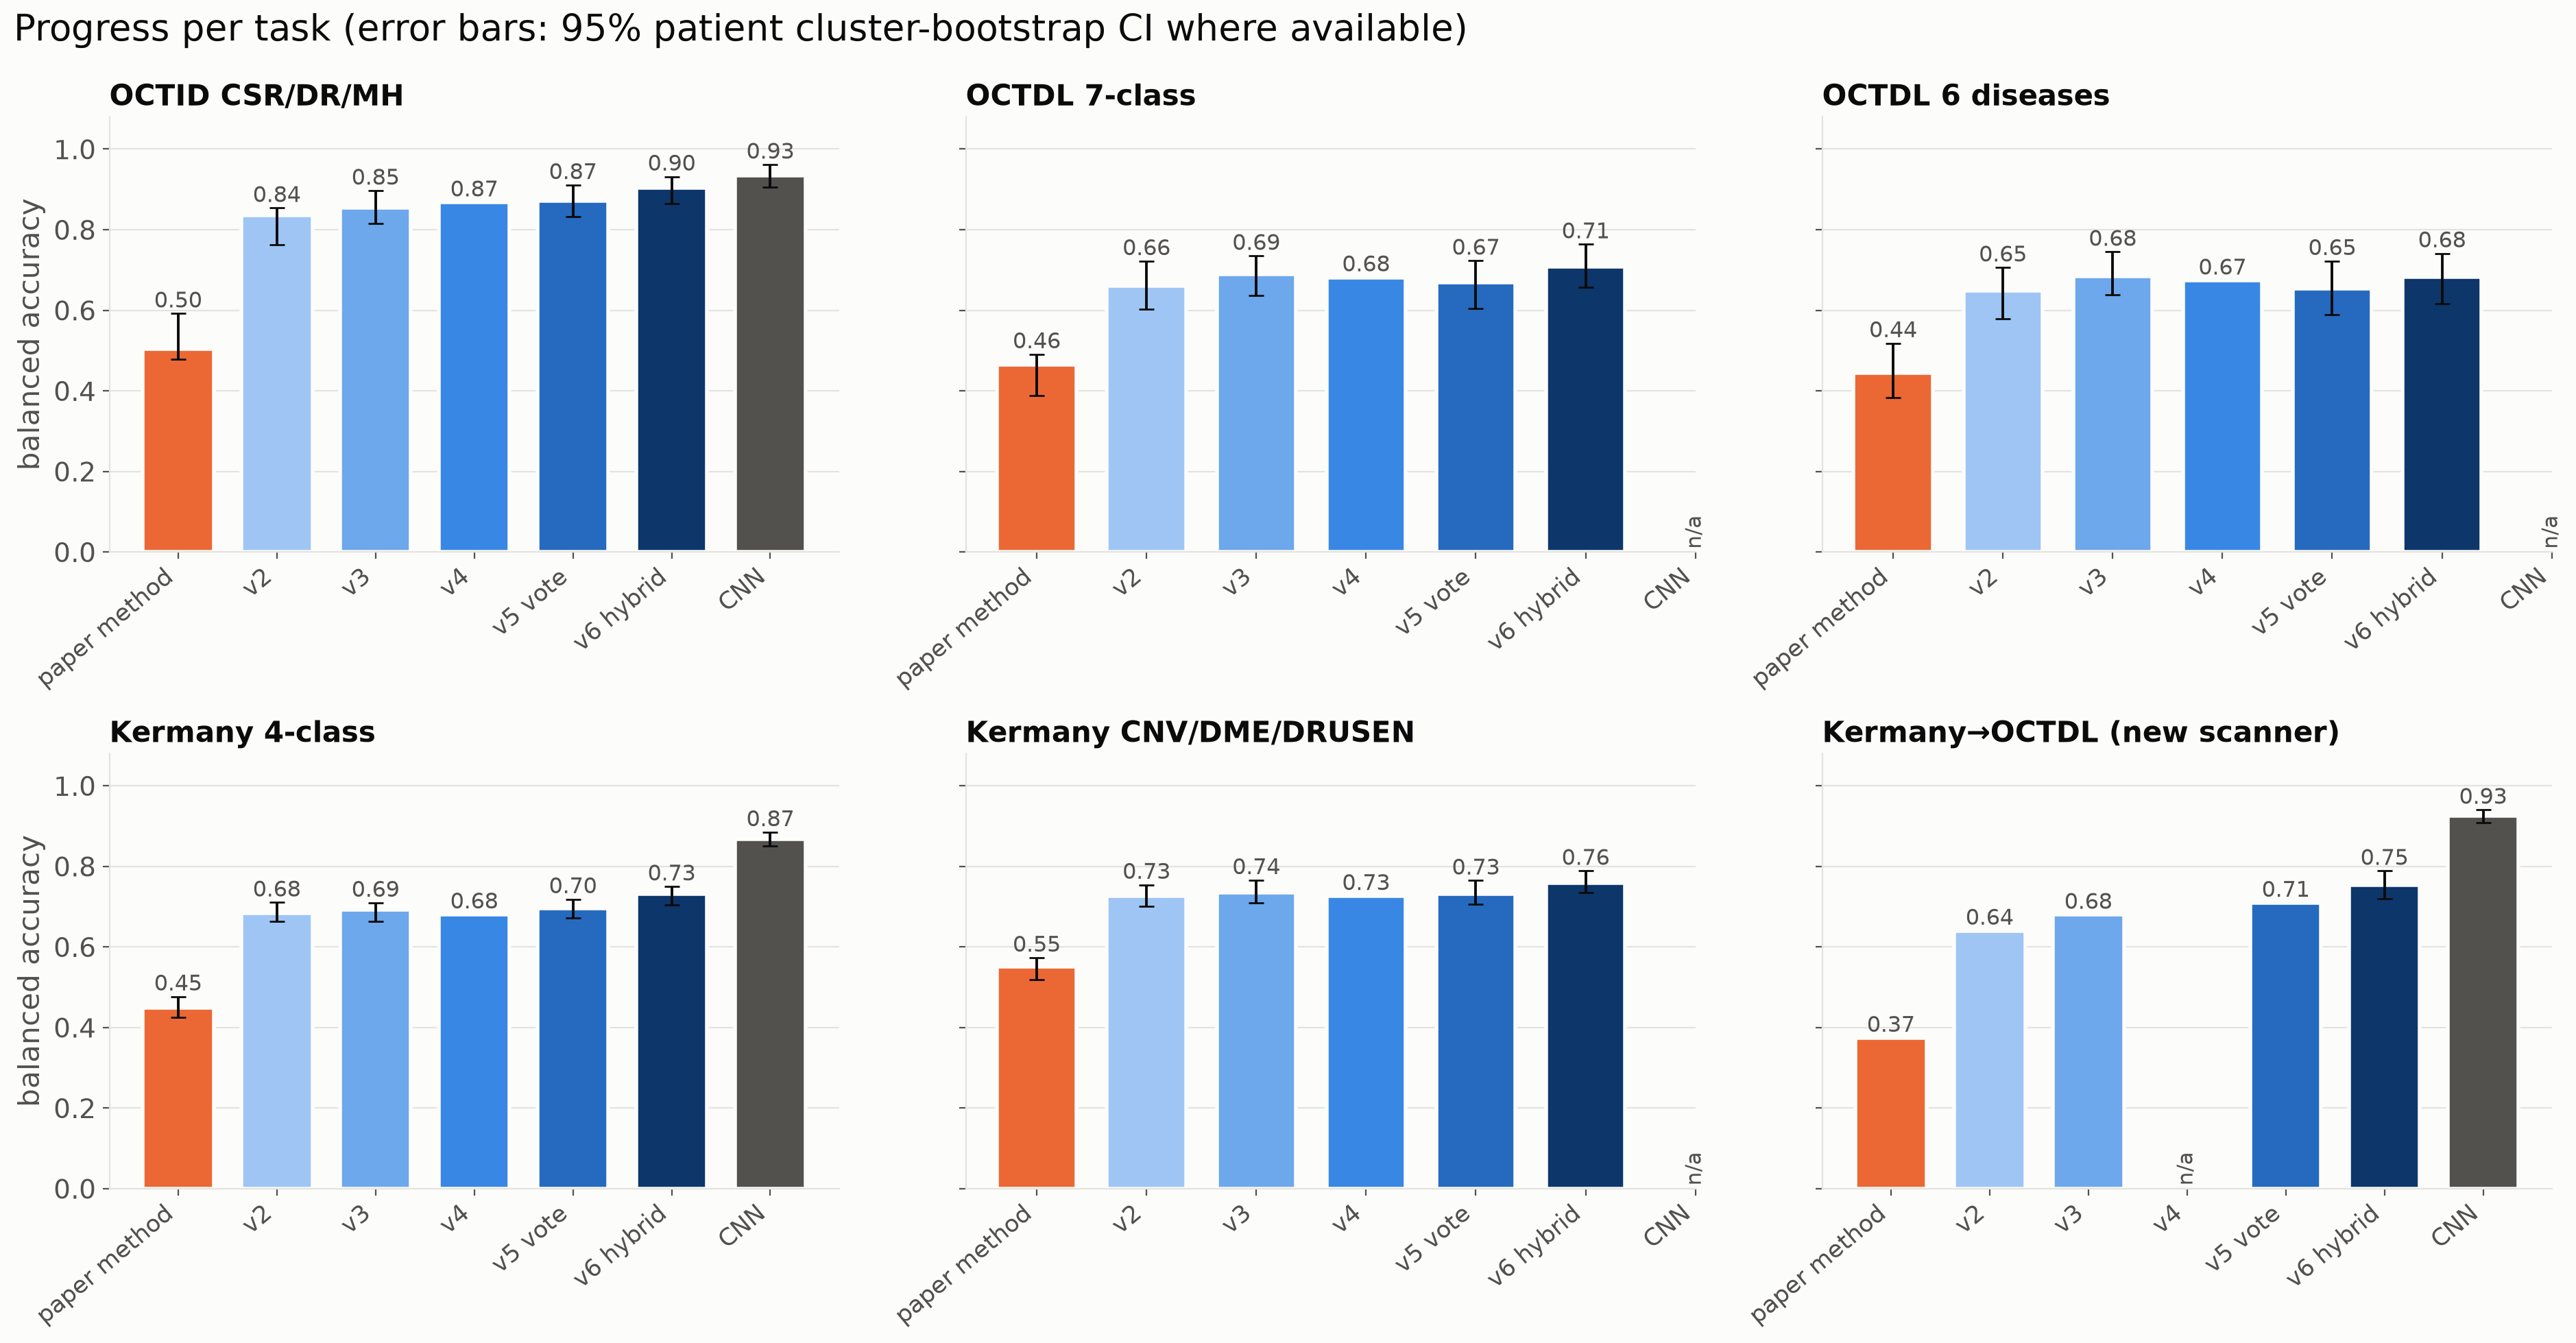 Progress per task (error bars: 95% patient cluster-bootstrap CI where available)
OCTID CSR/DR/MH
balanced accuracy
1.0
0.8
0.6
0.4
0.2
0.0
0.50
0.84
0.85
0.87
0.87
0.90
0.93
paper method
v2
v3
v4
v5 vote
v6 hybrid
CNN
OCTDL 7-class
0.46
0.66
0.69
0.68
0.67
0.71
n/a
paper method
v2
v3
v4
v5 vote
v6 hybrid
CNN
OCTDL 6 diseases
0.44
0.65
0.68
0.67
0.65
0.68
n/a
paper method
v2
v3
v4
v5 vote
v6 hybrid
CNN
Kermany 4-class
balanced accuracy
1.0
0.8
0.6
0.4
0.2
0.0
0.45
0.68
0.69
0.68
0.70
0.73
0.87
paper method
v2
v3
v4
v5 vote
v6 hybrid
CNN
Kermany CNV/DME/DRUSEN
0.55
0.73
0.74
0.73
0.73
0.76
n/a
paper method
v2
v3
v4
v5 vote
v6 hybrid
CNN
Kermany→OCTDL (new scanner)
0.37
0.64
0.68
n/a
0.71
0.75
0.93
paper method
v2
v3
v4
v5 vote
v6 hybrid
CNN